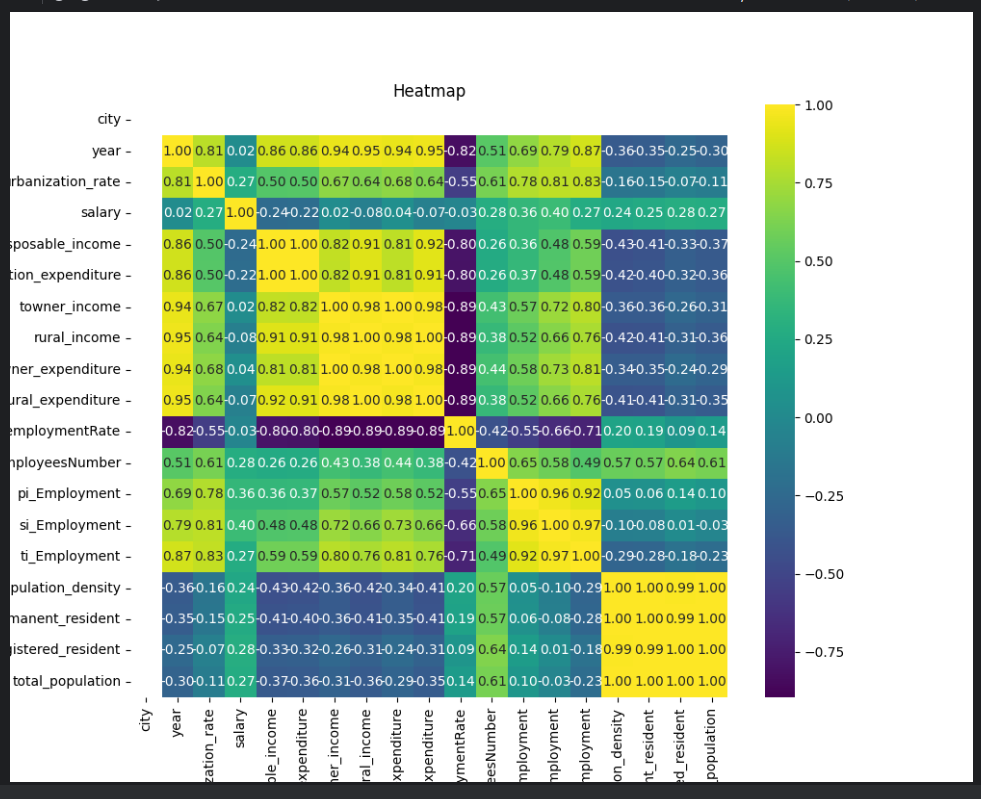 Heatmap
city
year 1.00 0.81 0.02 0.86 0.86 0.94 0.95 0.94 0.95 -0.82 0.51 0.69 0.79 0.87 -0.36 -0.35 -0.25 -0.30
rbanization_rate 0.81 1.00 0.27 0.50 0.50 0.67 0.64 0.68 0.64 -0.55 0.61 0.78 0.81 0.83 -0.16 -0.15 -0.07 -0.11
salary 0.02 0.27 1.00 -0.24 -0.22 0.02 -0.08 0.04 -0.07 -0.03 0.28 0.36 0.40 0.27 0.24 0.25 0.28 0.27
sposable_income 0.86 0.50 -0.24 1.00 1.00 0.82 0.91 0.81 0.92 -0.80 0.26 0.36 0.48 0.59 -0.43 -0.41 -0.33 -0.37
tion_expenditure 0.86 0.50 -0.22 1.00 1.00 0.82 0.91 0.81 0.91 -0.80 0.26 0.37 0.48 0.59 -0.42 -0.40 -0.32 -0.36
towner_income 0.94 0.67 0.02 0.82 0.82 1.00 0.98 1.00 0.98 -0.89 0.43 0.57 0.72 0.80 -0.36 -0.36 -0.26 -0.31
rural_income 0.95 0.64 -0.08 0.91 0.91 0.98 1.00 0.98 1.00 -0.89 0.38 0.52 0.66 0.76 -0.42 -0.41 -0.31 -0.36
ner_expenditure 0.94 0.68 0.04 0.81 0.81 1.00 0.98 1.00 0.98 -0.89 0.44 0.58 0.73 0.81 -0.34 -0.35 -0.24 -0.29
ural_expenditure 0.95 0.64 -0.07 0.92 0.91 0.98 1.00 0.98 1.00 -0.89 0.38 0.52 0.66 0.76 -0.41 -0.41 -0.31 -0.35
employmentRate -0.82 -0.55 -0.03 -0.80 -0.80 -0.89 -0.89 -0.89 -0.89 1.00 -0.42 -0.55 -0.66 -0.71 0.20 0.19 0.09 0.14
mployeesNumber 0.51 0.61 0.28 0.26 0.26 0.43 0.38 0.44 0.38 -0.42 1.00 0.65 0.58 0.49 0.57 0.57 0.64 0.61
pi_Employment 0.69 0.78 0.36 0.36 0.37 0.57 0.52 0.58 0.52 -0.55 0.65 1.00 0.96 0.92 0.05 0.06 0.14 0.10
si_Employment 0.79 0.81 0.40 0.48 0.48 0.72 0.66 0.73 0.66 -0.66 0.58 0.96 1.00 0.97 -0.10 -0.08 0.01 -0.03
ti_Employment 0.87 0.83 0.27 0.59 0.59 0.80 0.76 0.81 0.76 -0.71 0.49 0.92 0.97 1.00 -0.29 -0.28 -0.18 -0.23
pulation_density -0.36 -0.16 0.24 -0.43 -0.42 -0.36 -0.42 -0.34 -0.41 0.20 0.57 0.05 -0.10 -0.29 1.00 1.00 0.99 1.00
manent_resident -0.35 -0.15 0.25 -0.41 -0.40 -0.36 -0.41 -0.35 -0.41 0.19 0.57 0.06 -0.08 -0.28 1.00 1.00 0.99 1.00
gistered_resident -0.25 -0.07 0.28 -0.33 -0.32 -0.26 -0.31 -0.24 -0.31 0.09 0.64 0.14 0.01 -0.18 0.99 0.99 1.00 1.00
total_population -0.30 -0.11 0.27 -0.37 -0.36 -0.31 -0.36 -0.29 -0.35 0.14 0.61 0.10 -0.03 -0.23 1.00 1.00 1.00 1.00
city
year
zation_rate
salary
ble_income
xpenditure
ner_income
ral_income
xpenditure
xpenditure
ymentRate
eesNumber
mployment
mployment
mployment
on_density
nt_resident
ed_resident
population
1.00
0.75
0.50
0.25
0.00
−0.25
−0.50
−0.75